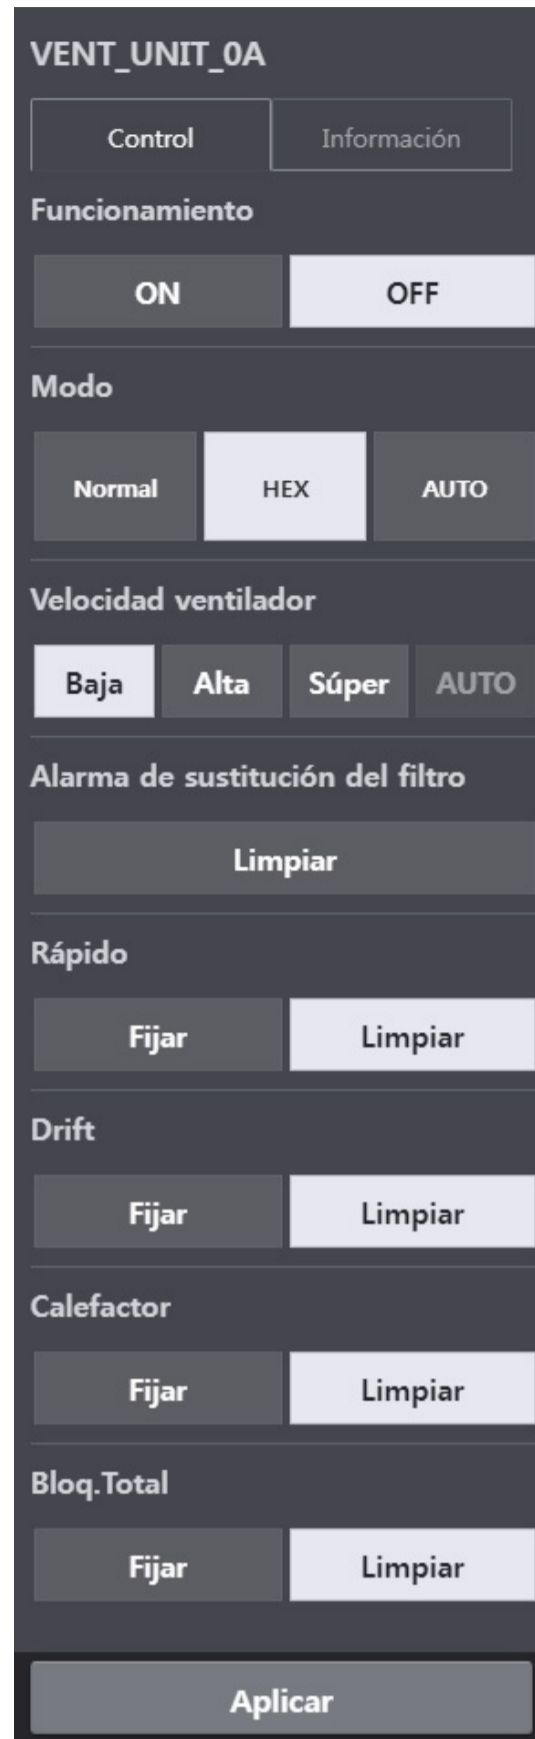 VENT_UNIT_0A
Control Información
Funcionamiento
ON OFF
Modo
Normal HEX AUTO
Velocidad ventilador
Baja Alta Súper AUTO
Alarma de sustitución del filtro
Limpiar
Rápido
Fijar Limpiar
Drift
Fijar Limpiar
Calefactor
Fijar Limpiar
Bloq.Total
Fijar Limpiar
Aplicar